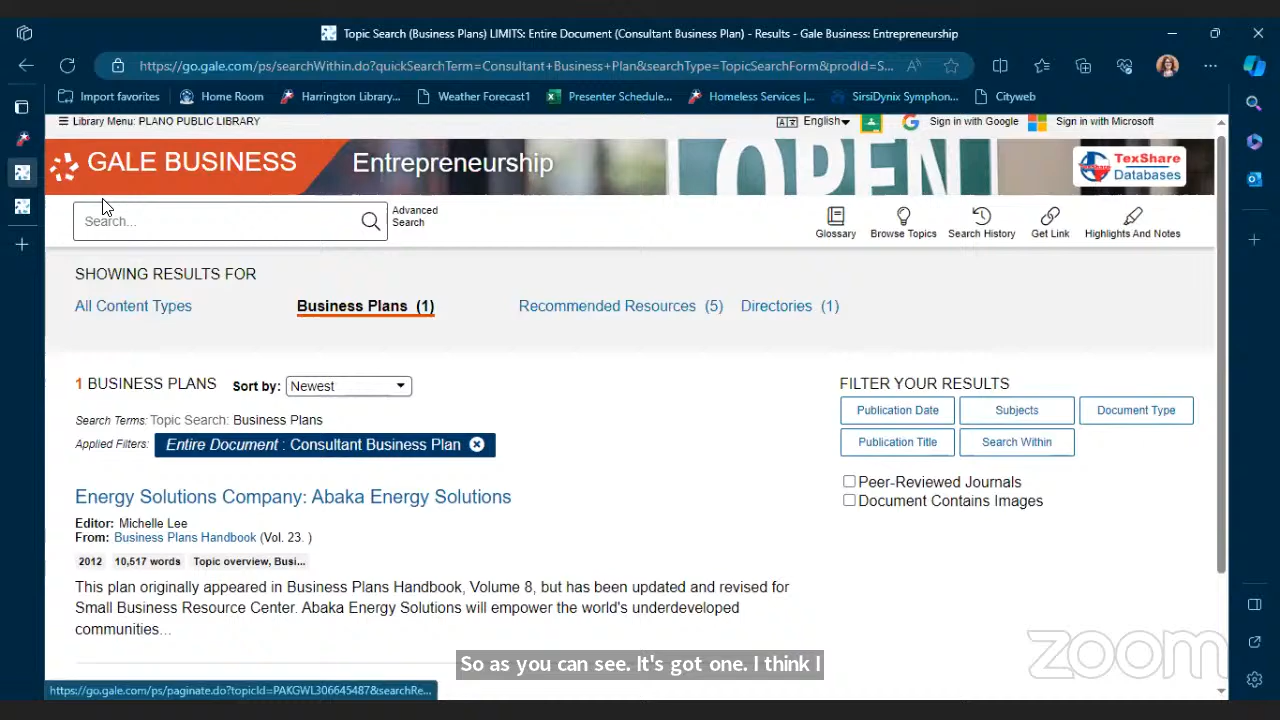 Topic Search (Business Plans) LIMITS: Entire Document (Consultant Business Plan) - Results - Gale Business: Entrepreneurship
https://go.gale.com/ps/searchWithin.do?quickSearchTerm=Consultant+Business+Plan&searchType=TopicSearchForm&prodId=S...
Import favorites Home Room Harrington Library... Weather Forecast1 Presenter Schedule... Homeless Services |... SirsiDynix Symphon... Cityweb
Library Menu: PLANO PUBLIC LIBRARY English Sign in with Google Sign in with Microsoft
GALE BUSINESS Entrepreneurship OPEN TexShare Databases
Search...
Advanced Search
Glossary Browse Topics Search History Get Link Highlights And Notes
SHOWING RESULTS FOR
All Content Types Business Plans (1) Recommended Resources (5) Directories (1)
1 BUSINESS PLANS Sort by: Newest
Search Terms: Topic Search: Business Plans
Applied Filters: Entire Document : Consultant Business Plan
Energy Solutions Company: Abaka Energy Solutions
Editor: Michelle Lee
From: Business Plans Handbook (Vol. 23. )
2012 10,517 words Topic overview, Busi...
This plan originally appeared in Business Plans Handbook, Volume 8, but has been updated and revised for
Small Business Resource Center. Abaka Energy Solutions will empower the world's underdeveloped
communities...
FILTER YOUR RESULTS
Publication Date Subjects Document Type
Publication Title Search Within
Peer-Reviewed Journals
Document Contains Images
So as you can see. It's got one. I think I
zoom
https://go.gale.com/ps/paginate.do?topicId=PAKGWL306645487&searchRe...